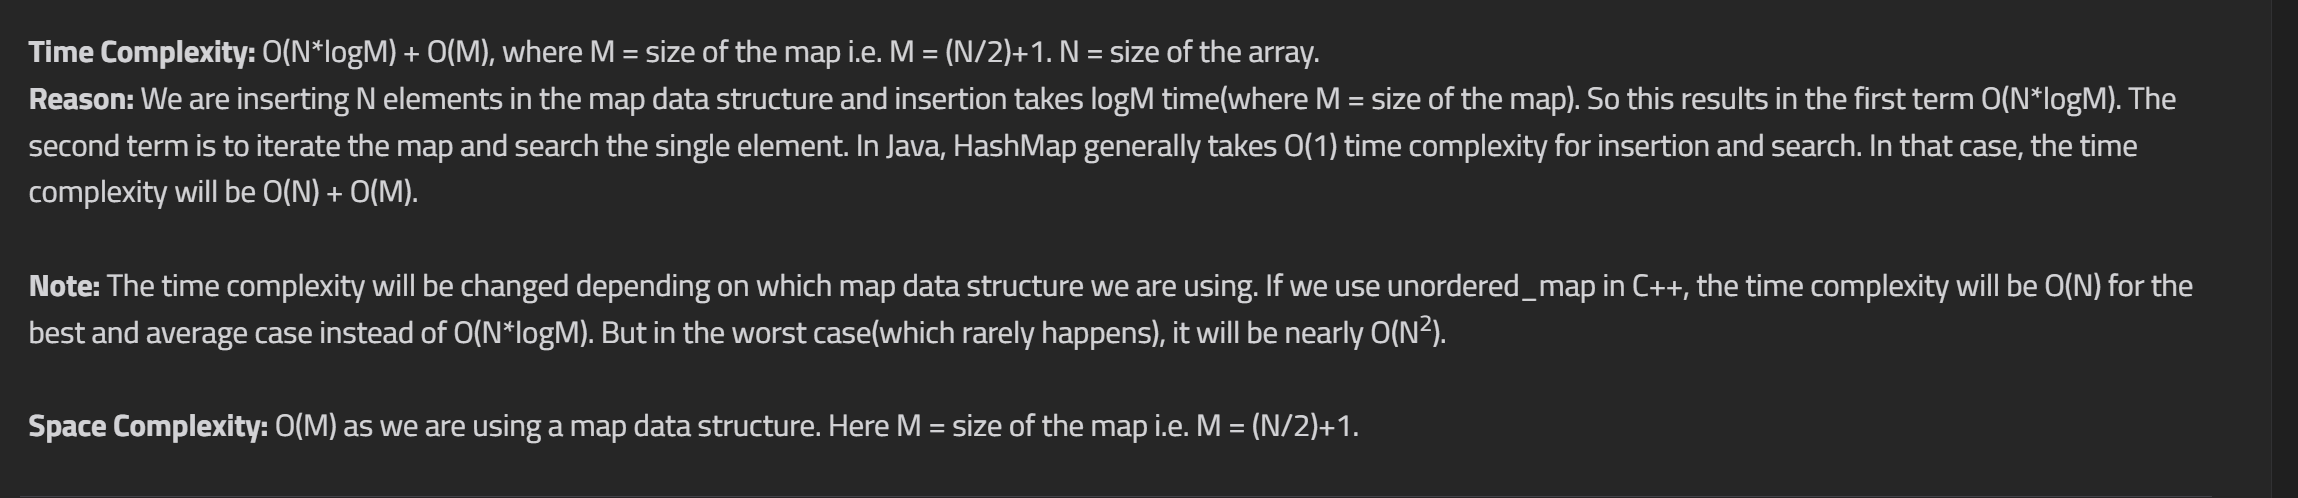 Time Complexity: O(N*logM) + O(M), where M = size of the map i.e. M = (N/2)+1. N = size of the array.
Reason: We are inserting N elements in the map data structure and insertion takes logM time(where M = size of the map). So this results in the first term O(N*logM). The
second term is to iterate the map and search the single element. In Java, HashMap generally takes O(1) time complexity for insertion and search. In that case, the time
complexity will be O(N) + O(M).
Note: The time complexity will be changed depending on which map data structure we are using. If we use unordered_map in C++, the time complexity will be O(N) for the
best and average case instead of O(N*logM). But in the worst case(which rarely happens), it will be nearly O(N²).
Space Complexity: O(M) as we are using a map data structure. Here M = size of the map i.e. M = (N/2)+1.